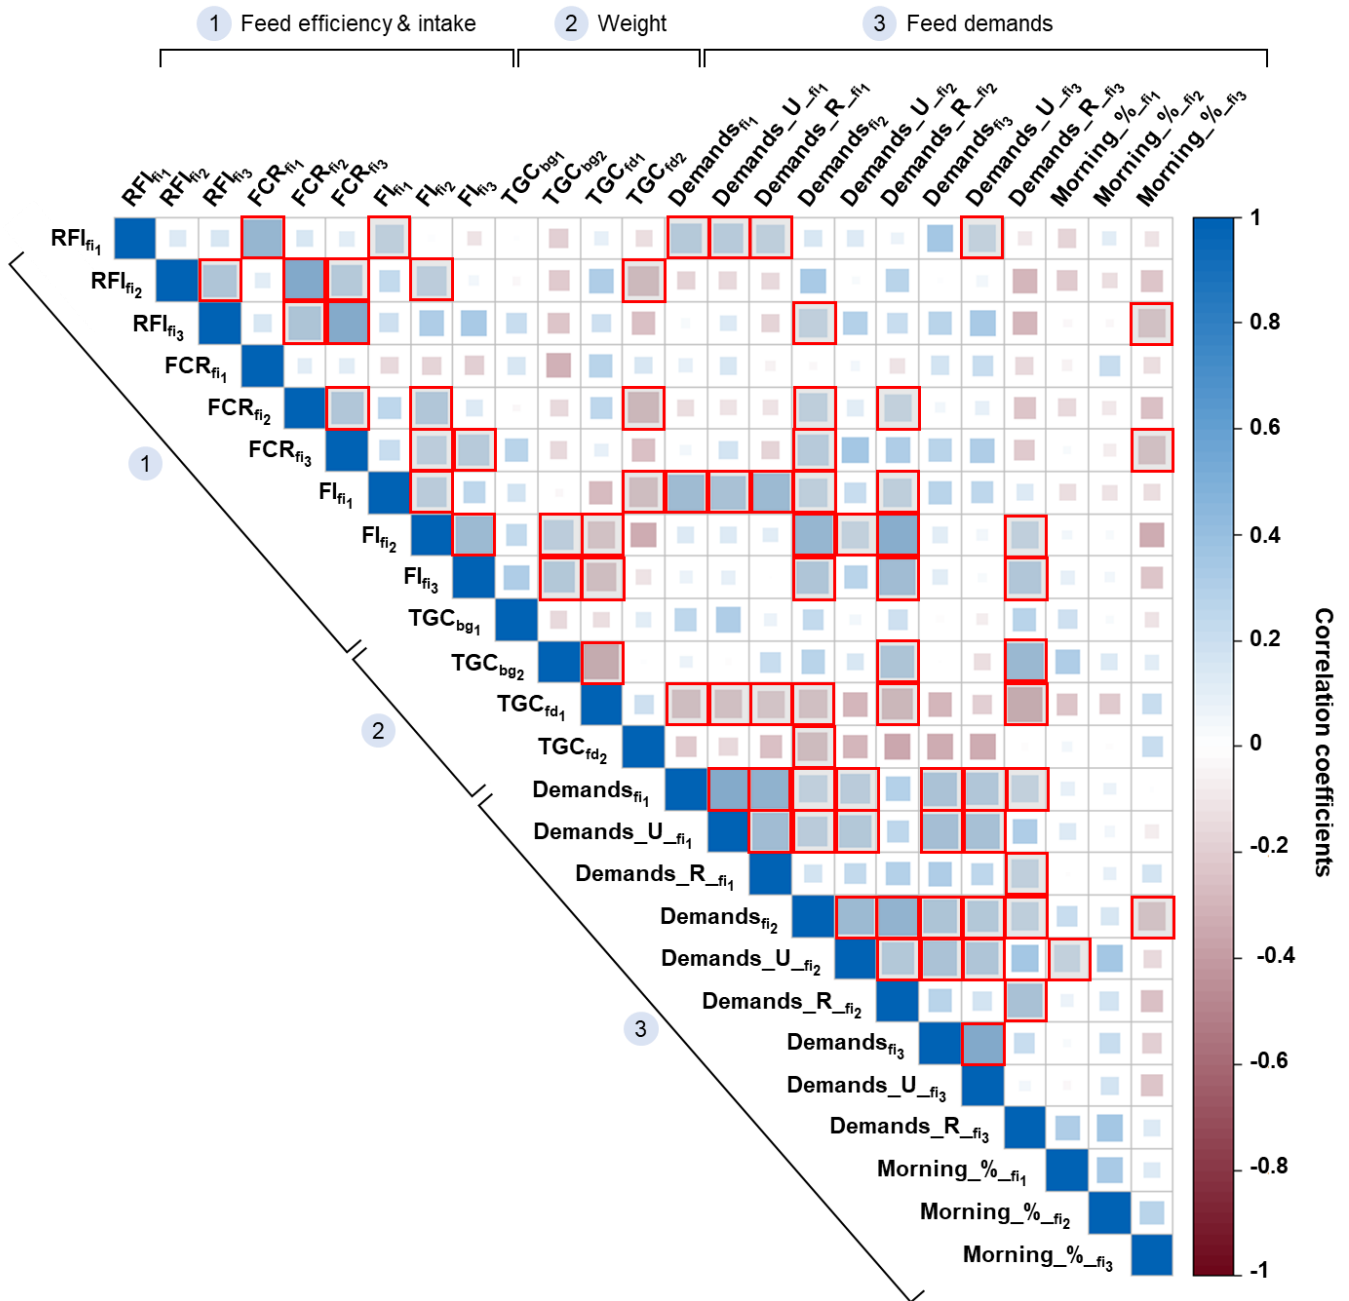 1 Feed efficiency & intake
2 Weight
3 Feed demands
RFIfi1
RFIfi2
RFIfi3
FCRfi1
FCRfi2
FCRfi3
FIfi1
FIfi2
FIfi3
TGCbg1
TGCbg2
TGCfd1
TGCfd2
Demandsfi1
Demands_U_fi1
Demands_R_fi1
Demandsfi2
Demands_U_fi2
Demands_R_fi2
Demandsfi3
Demands_U_fi3
Demands_R_fi3
Morning_%_fi1
Morning_%_fi2
Morning_%_fi3
RFIfi1
RFIfi2
RFIfi3
FCRfi1
FCRfi2
FCRfi3
FIfi1
FIfi2
FIfi3
TGCbg1
TGCbg2
TGCfd1
TGCfd2
Demandsfi1
Demands_U_fi1
Demands_R_fi1
Demandsfi2
Demands_U_fi2
Demands_R_fi2
Demandsfi3
Demands_U_fi3
Demands_R_fi3
Morning_%_fi1
Morning_%_fi2
Morning_%_fi3
1
2
3
1
0.8
0.6
0.4
0.2
0
-0.2
-0.4
-0.6
-0.8
-1
Correlation coefficients